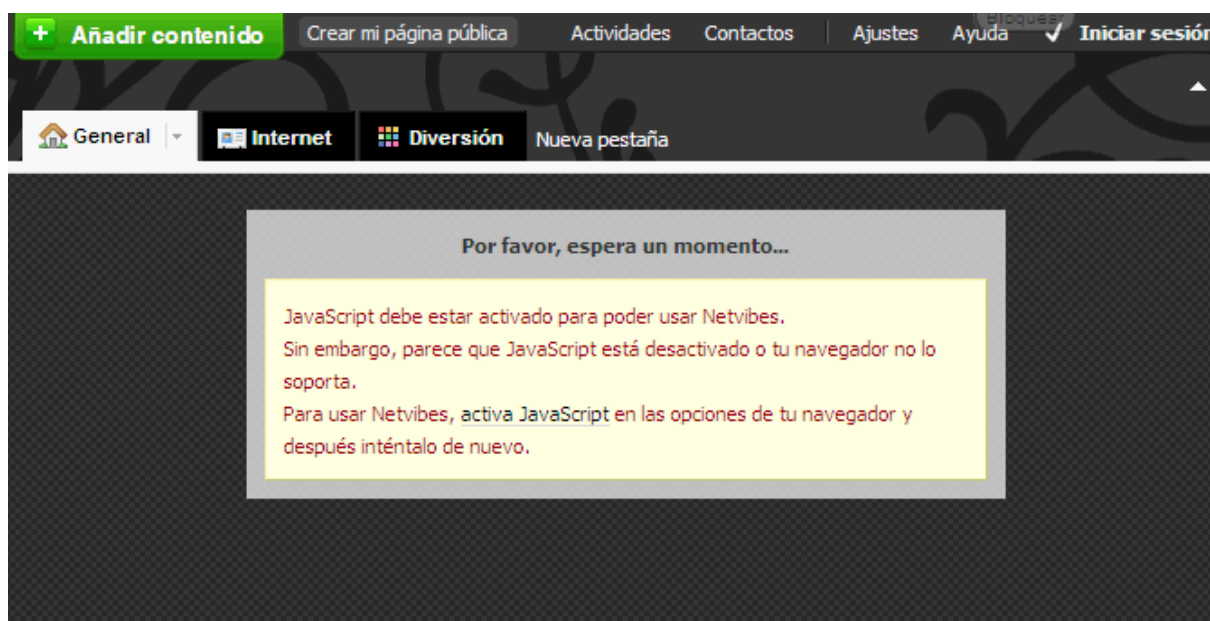 Añadir contenido Crear mi página pública Actividades Contactos Ajustes Ayuda Iniciar sesión
Bloquear
General Internet Diversión Nueva pestaña
Por favor, espera un momento...
JavaScript debe estar activado para poder usar Netvibes.
Sin embargo, parece que JavaScript está desactivado o tu navegador no lo
soporta.
Para usar Netvibes, activa JavaScript en las opciones de tu navegador y
después inténtalo de nuevo.